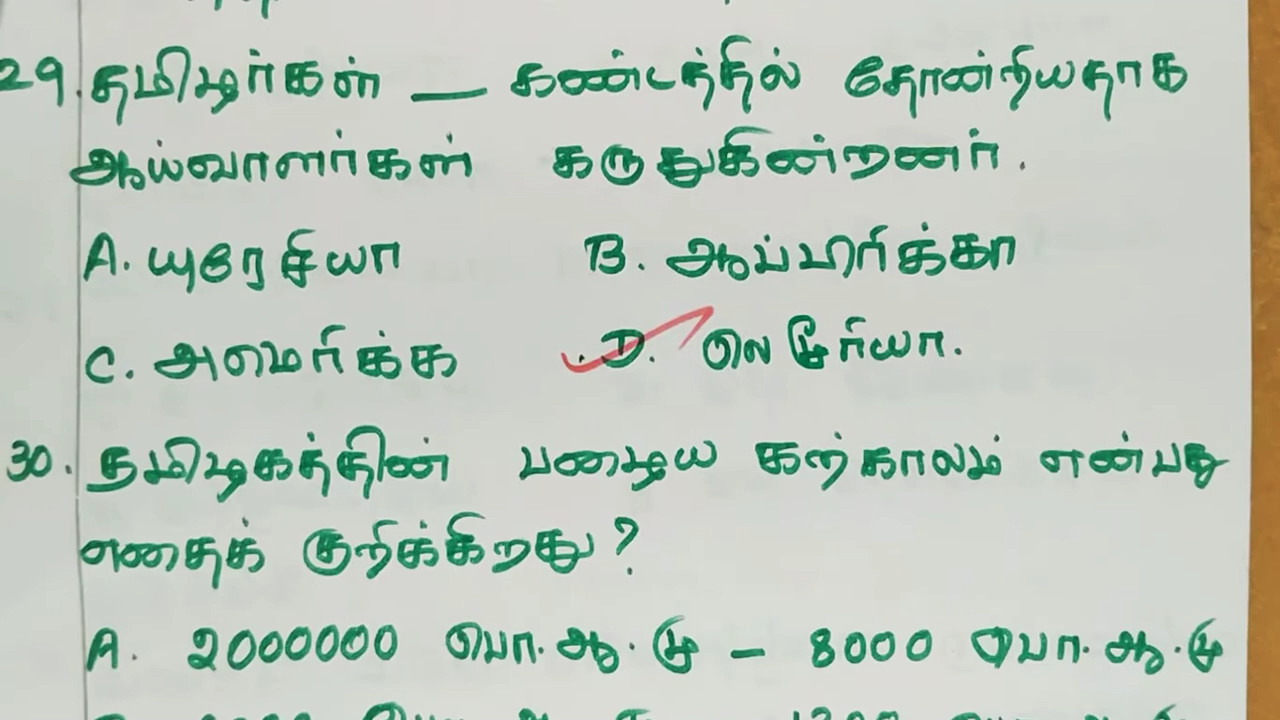 29. தமிழர்கள் __ கண்டத்தில் தோன்றியதாக
ஆய்வாளர்கள் கருதுகின்றனர்.
A. யுரேசியா B. ஆப்பாரிக்கா
C. அமெரிக்க D. லெமூரியா.
30. தமிழகத்தின் பழைய கற்காலம் என்பது
எதைக் குறிக்கிறது?
A. 2000000 பொ.ஆ.மு - 8000 பொ.ஆ.மு